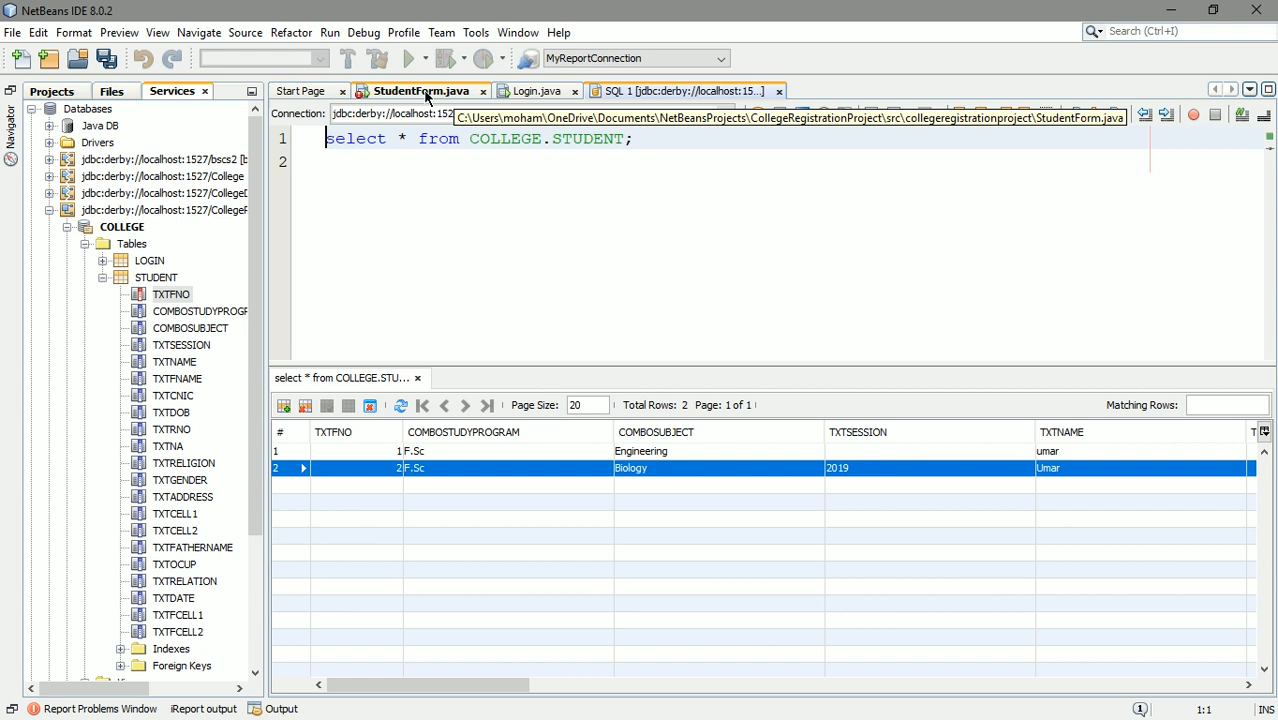 NetBeans IDE 8.0.2
File Edit Format Preview View Navigate Source Refactor Run Debug Profile Team Tools Window Help
Search (Ctrl+I)
MyReportConnection
Projects Files Services
Start Page StudentForm.java Login.java SQL 1 [jdbc:derby://localhost:15...]
Navigator
Connection: jdbc:derby://localhost:152
C:\Users\moham\OneDrive\Documents\NetBeansProjects\CollegeRegistrationProject\src\collegeregistrationproject\StudentForm.java
1 select * from COLLEGE.STUDENT;
2
Databases
Java DB
Drivers
jdbc:derby://localhost:1527/bscs2 [b
jdbc:derby://localhost:1527/College
jdbc:derby://localhost:1527/CollegeD
jdbc:derby://localhost:1527/CollegeR
COLLEGE
Tables
LOGIN
STUDENT
TXTFNO
COMBOSTUDYPROGR
COMBOSUBJECT
TXTSESSION
TXTNAME
TXTFNAME
TXTCNIC
TXTDOB
TXTRNO
TXTNA
TXTRELIGION
TXTGENDER
TXTADDRESS
TXTCELL1
TXTCELL2
TXTFATHERNAME
TXTOCUP
TXTRELATION
TXTDATE
TXTFCELL1
TXTFCELL2
Indexes
Foreign Keys
select * from COLLEGE.STU...
Page Size: 20 Total Rows: 2 Page: 1 of 1 Matching Rows:
# TXTFNO COMBOSTUDYPROGRAM COMBOSUBJECT TXTSESSION TXTNAME T
1 1 F.Sc Engineering umar
2 2 F.Sc Biology 2019 Umar
Report Problems Window iReport output Output 1:1 INS